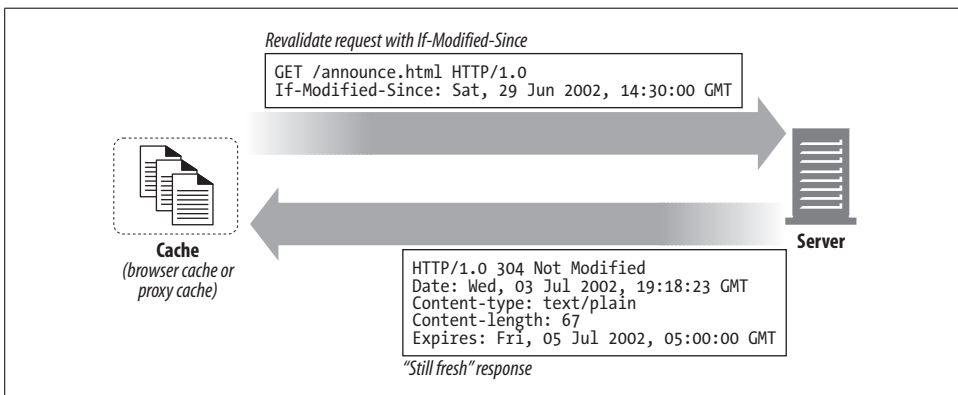 Revalidate request with If-Modified-Since
GET /announce.html HTTP/1.0
If-Modified-Since: Sat, 29 Jun 2002, 14:30:00 GMT
Cache
(browser cache or
proxy cache)
Server
HTTP/1.0 304 Not Modified
Date: Wed, 03 Jul 2002, 19:18:23 GMT
Content-type: text/plain
Content-length: 67
Expires: Fri, 05 Jul 2002, 05:00:00 GMT
“Still fresh” response